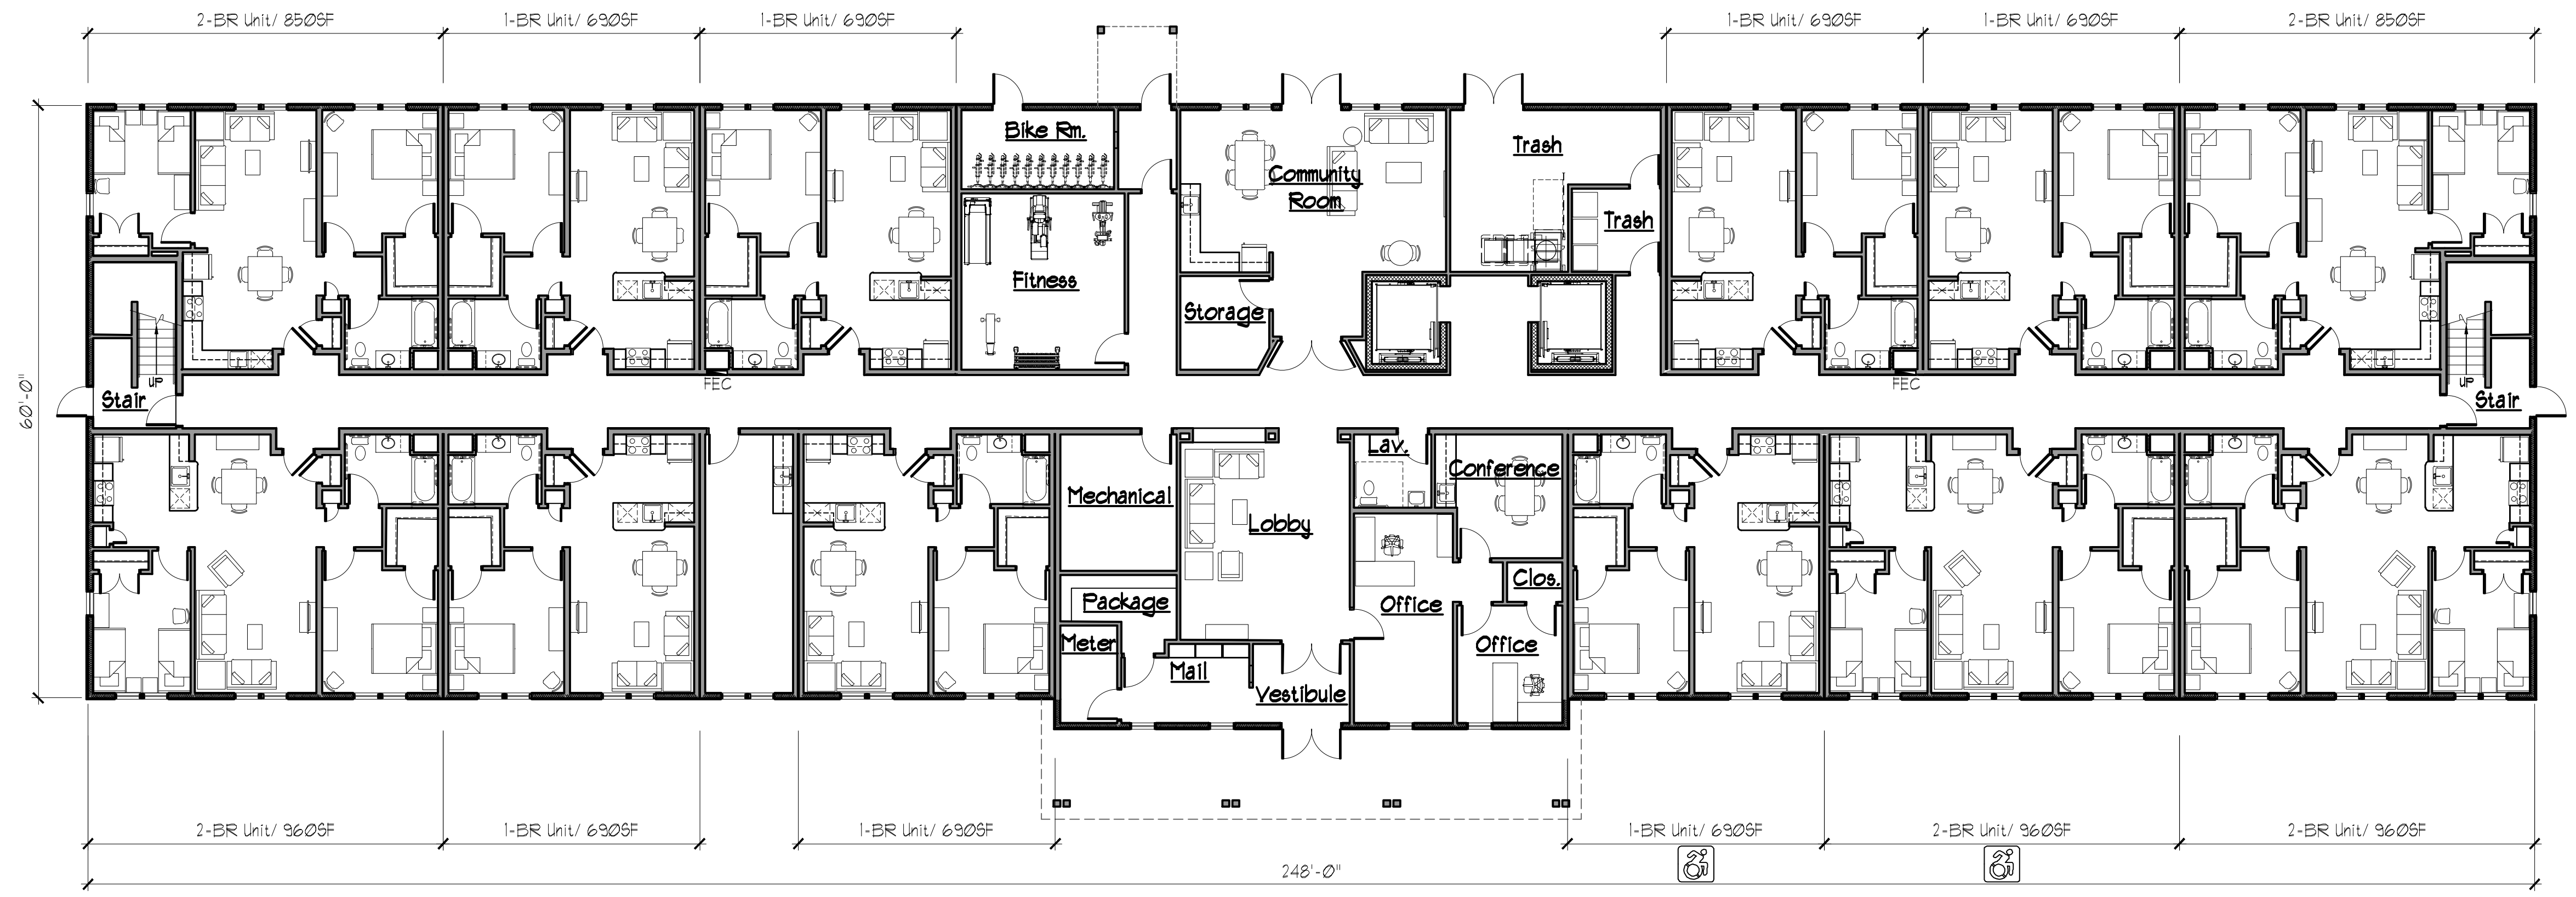 2-BR Unit/ 850SF
1-BR Unit/ 690SF
1-BR Unit/ 690SF
1-BR Unit/ 690SF
1-BR Unit/ 690SF
2-BR Unit/ 850SF
Bike Rm.
Community
Room
Trash
Trash
Fitness
Storage
60'-0"
UP
Stair
FEC
FEC
UP
Stair
Mechanical
Lobby
Lav.
Conference
Package
Clos.
Office
Meter
Mail
Office
Vestibule
2-BR Unit/ 960SF
1-BR Unit/ 690SF
1-BR Unit/ 690SF
1-BR Unit/ 690SF
2-BR Unit/ 960SF
2-BR Unit/ 960SF
248'-0"